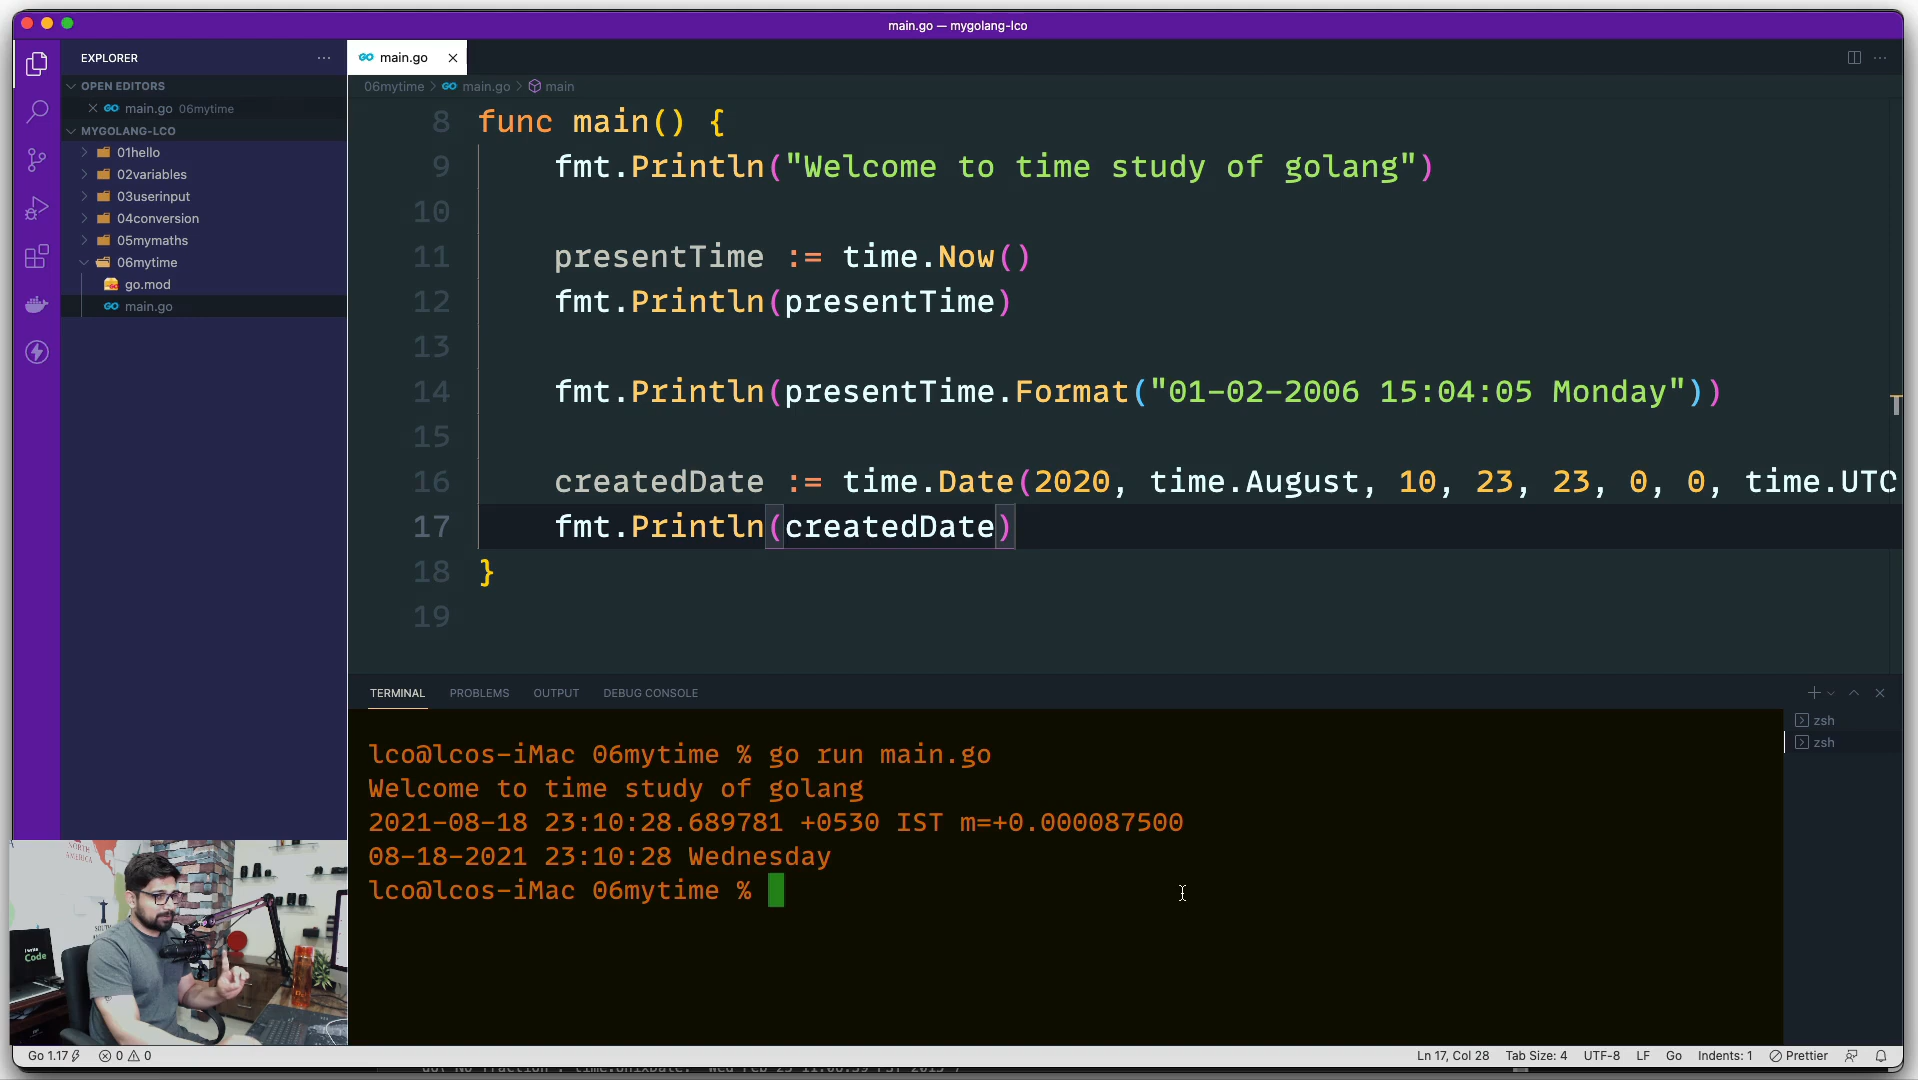 main.go — mygolang-lco
EXPLORER
OPEN EDITORS
main.go 06mytime
MYGOLANG-LCO
01hello
02variables
03userinput
04conversion
05mymaths
06mytime
go.mod
main.go
main.go
06mytime > main.go > main
8 func main() {
9 fmt.Println("Welcome to time study of golang")
10
11 presentTime := time.Now()
12 fmt.Println(presentTime)
13
14 fmt.Println(presentTime.Format("01-02-2006 15:04:05 Monday"))
15
16 createdDate := time.Date(2020, time.August, 10, 23, 23, 0, 0, time.UTC
17 fmt.Println(createdDate)
18 }
19
TERMINAL PROBLEMS OUTPUT DEBUG CONSOLE
zsh
zsh
lco@lcos-iMac 06mytime % go run main.go
Welcome to time study of golang
2021-08-18 23:10:28.689781 +0530 IST m=+0.000087500
08-18-2021 23:10:28 Wednesday
lco@lcos-iMac 06mytime %
NORTH
AMERICA
I Write
Code
Go 1.17 0 0 Ln 17, Col 28 Tab Size: 4 UTF-8 LF Go Indents: 1 Prettier